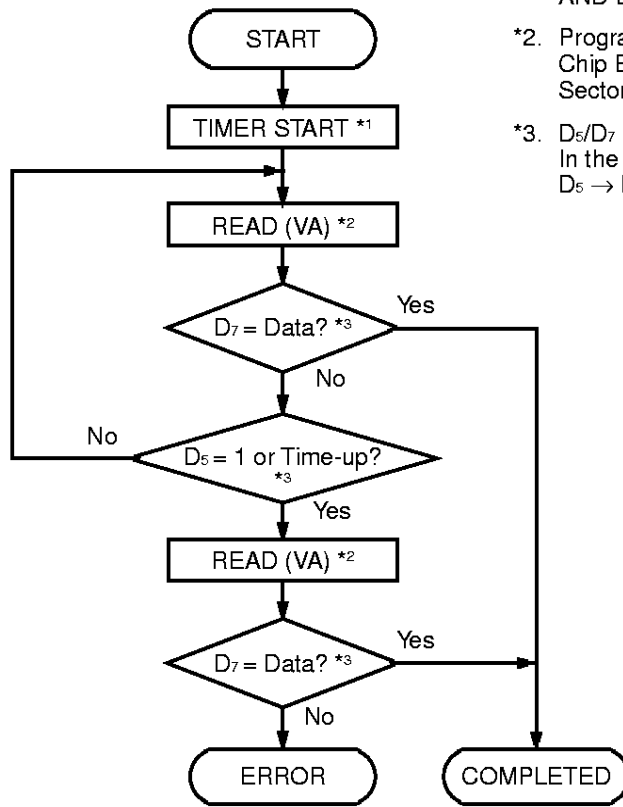 START
TIMER START *1
READ (VA) *2
D7 = Data? *3
Yes
No
D5 = 1 or Time-up?
*3
No
Yes
READ (VA) *2
D7 = Data? *3
Yes
No
ERROR
COMPLETED
AND
*2. 
Chip
Sector
*3. D5/D7
In the
D5 →